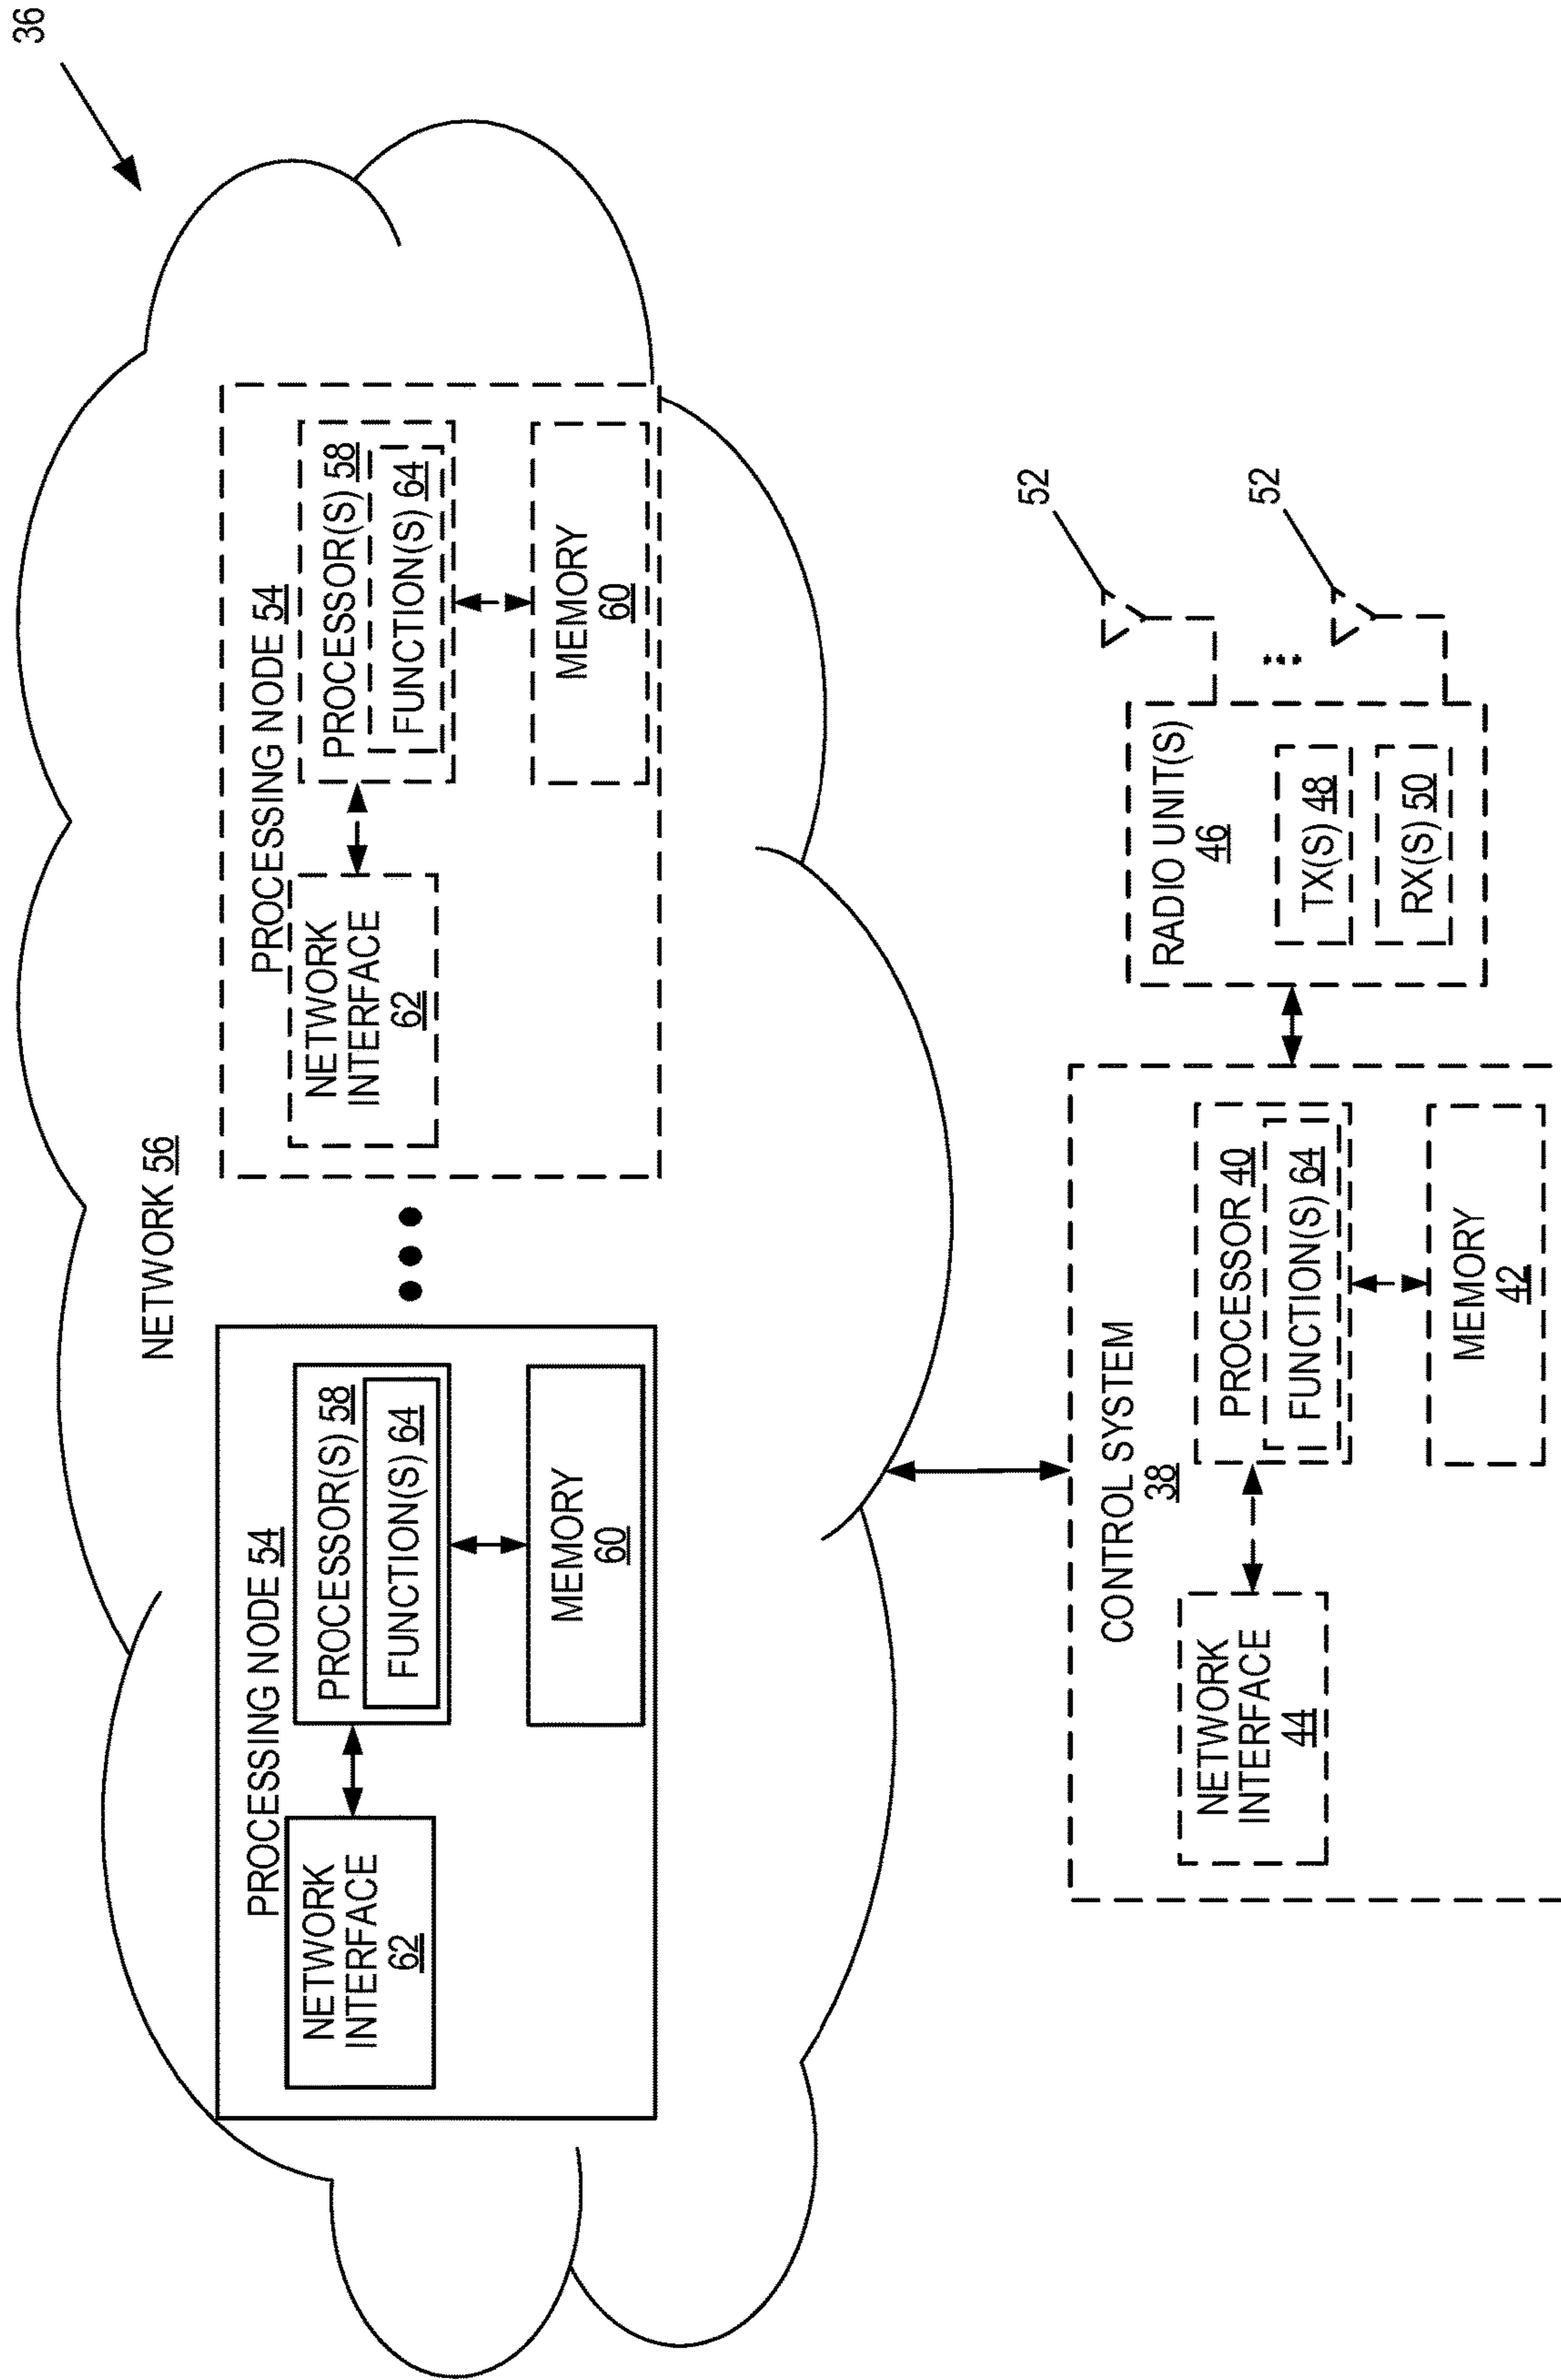 36
NETWORK 56
PROCESSING NODE 54
NETWORK
INTERFACE
62
PROCESSOR(S) 58
FUNCTION(S) 64
MEMORY
60
PROCESSING NODE 54
NETWORK
INTERFACE
62
PROCESSOR(S) 58
FUNCTION(S) 64
MEMORY
60
CONTROL SYSTEM
38
NETWORK
INTERFACE
44
PROCESSOR 40
FUNCTION(S) 64
MEMORY
42
RADIO UNIT(S)
46
TX(S) 48
RX(S) 50
52
52